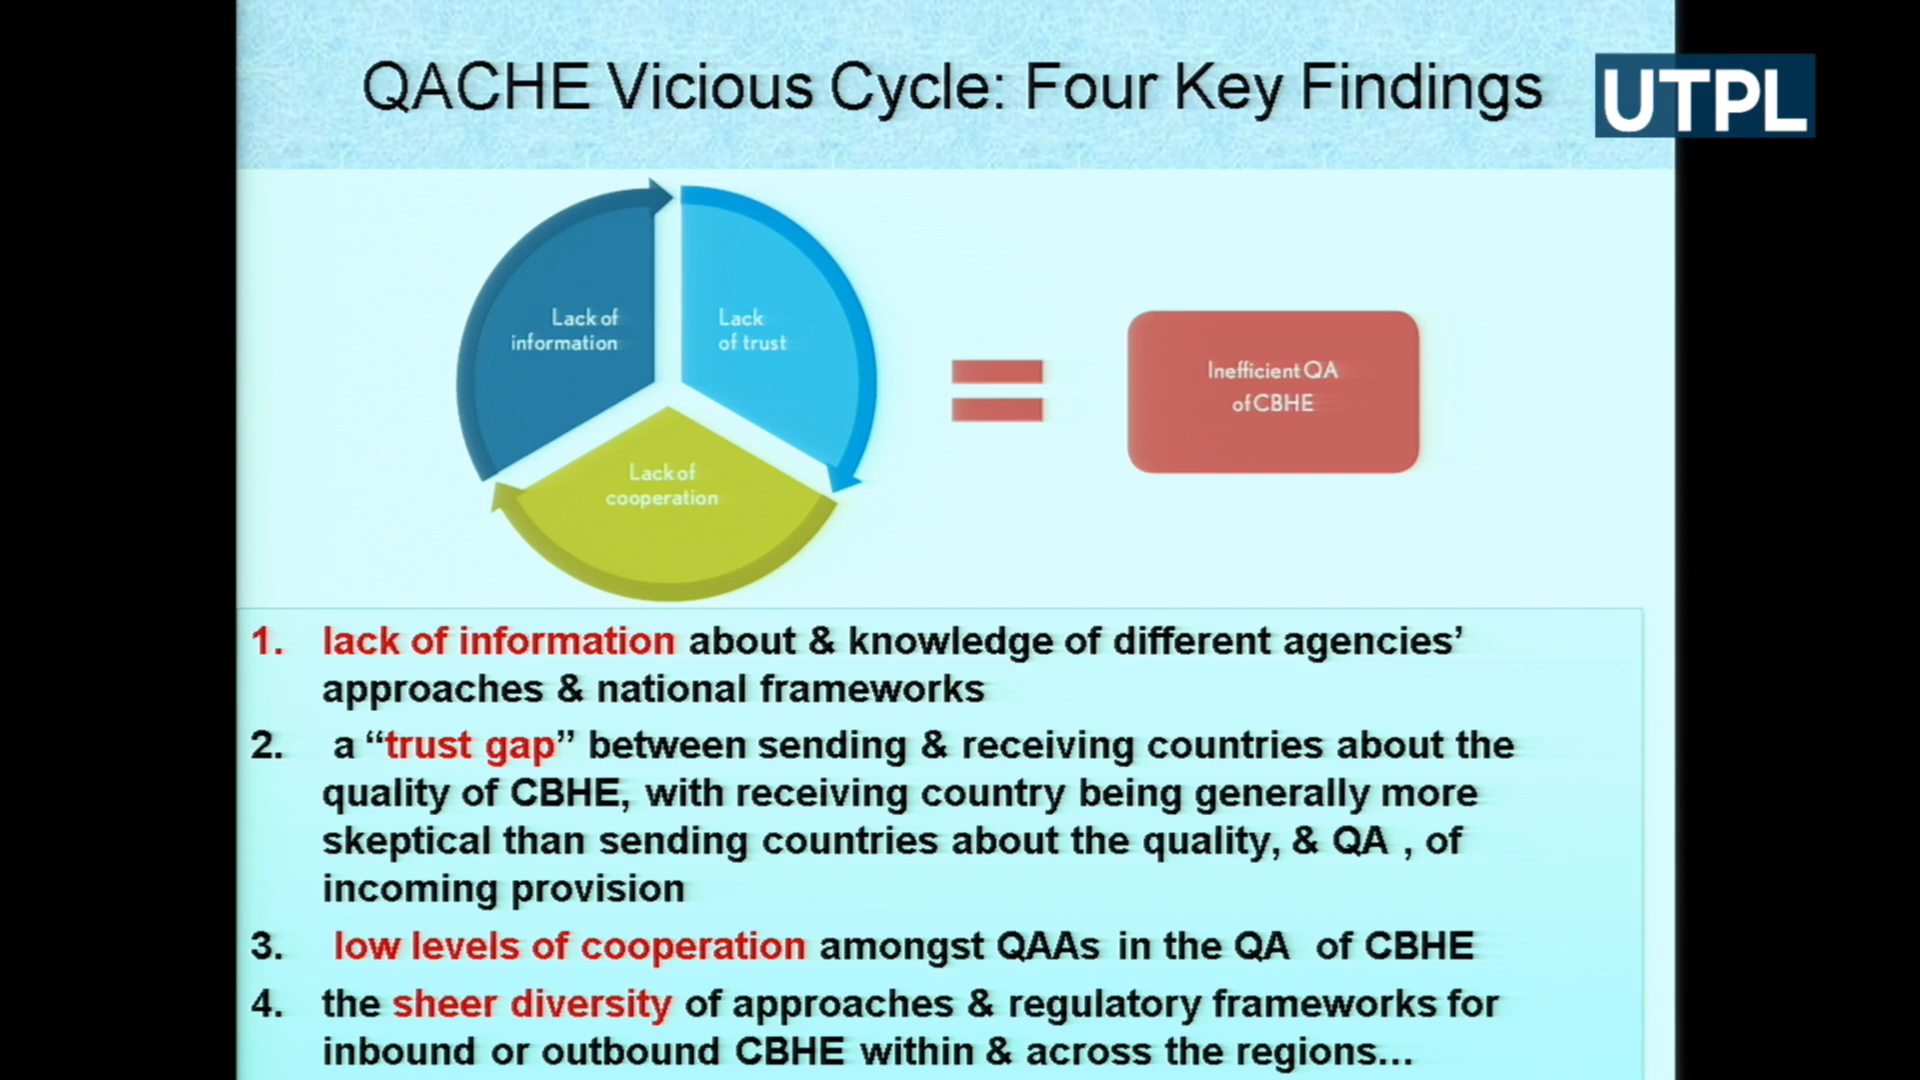 QACHE Vicious Cycle: Four Key Findings
UTPL
Lack of
information
Lack
of trust
Lack of
cooperation
Inefficient QA
of CBHE
1. lack of information about & knowledge of different agencies’
approaches & national frameworks
2. a “trust gap” between sending & receiving countries about the
quality of CBHE, with receiving country being generally more
skeptical than sending countries about the quality, & QA , of
incoming provision
3. low levels of cooperation amongst QAAs in the QA of CBHE
4. the sheer diversity of approaches & regulatory frameworks for
inbound or outbound CBHE within & across the regions...